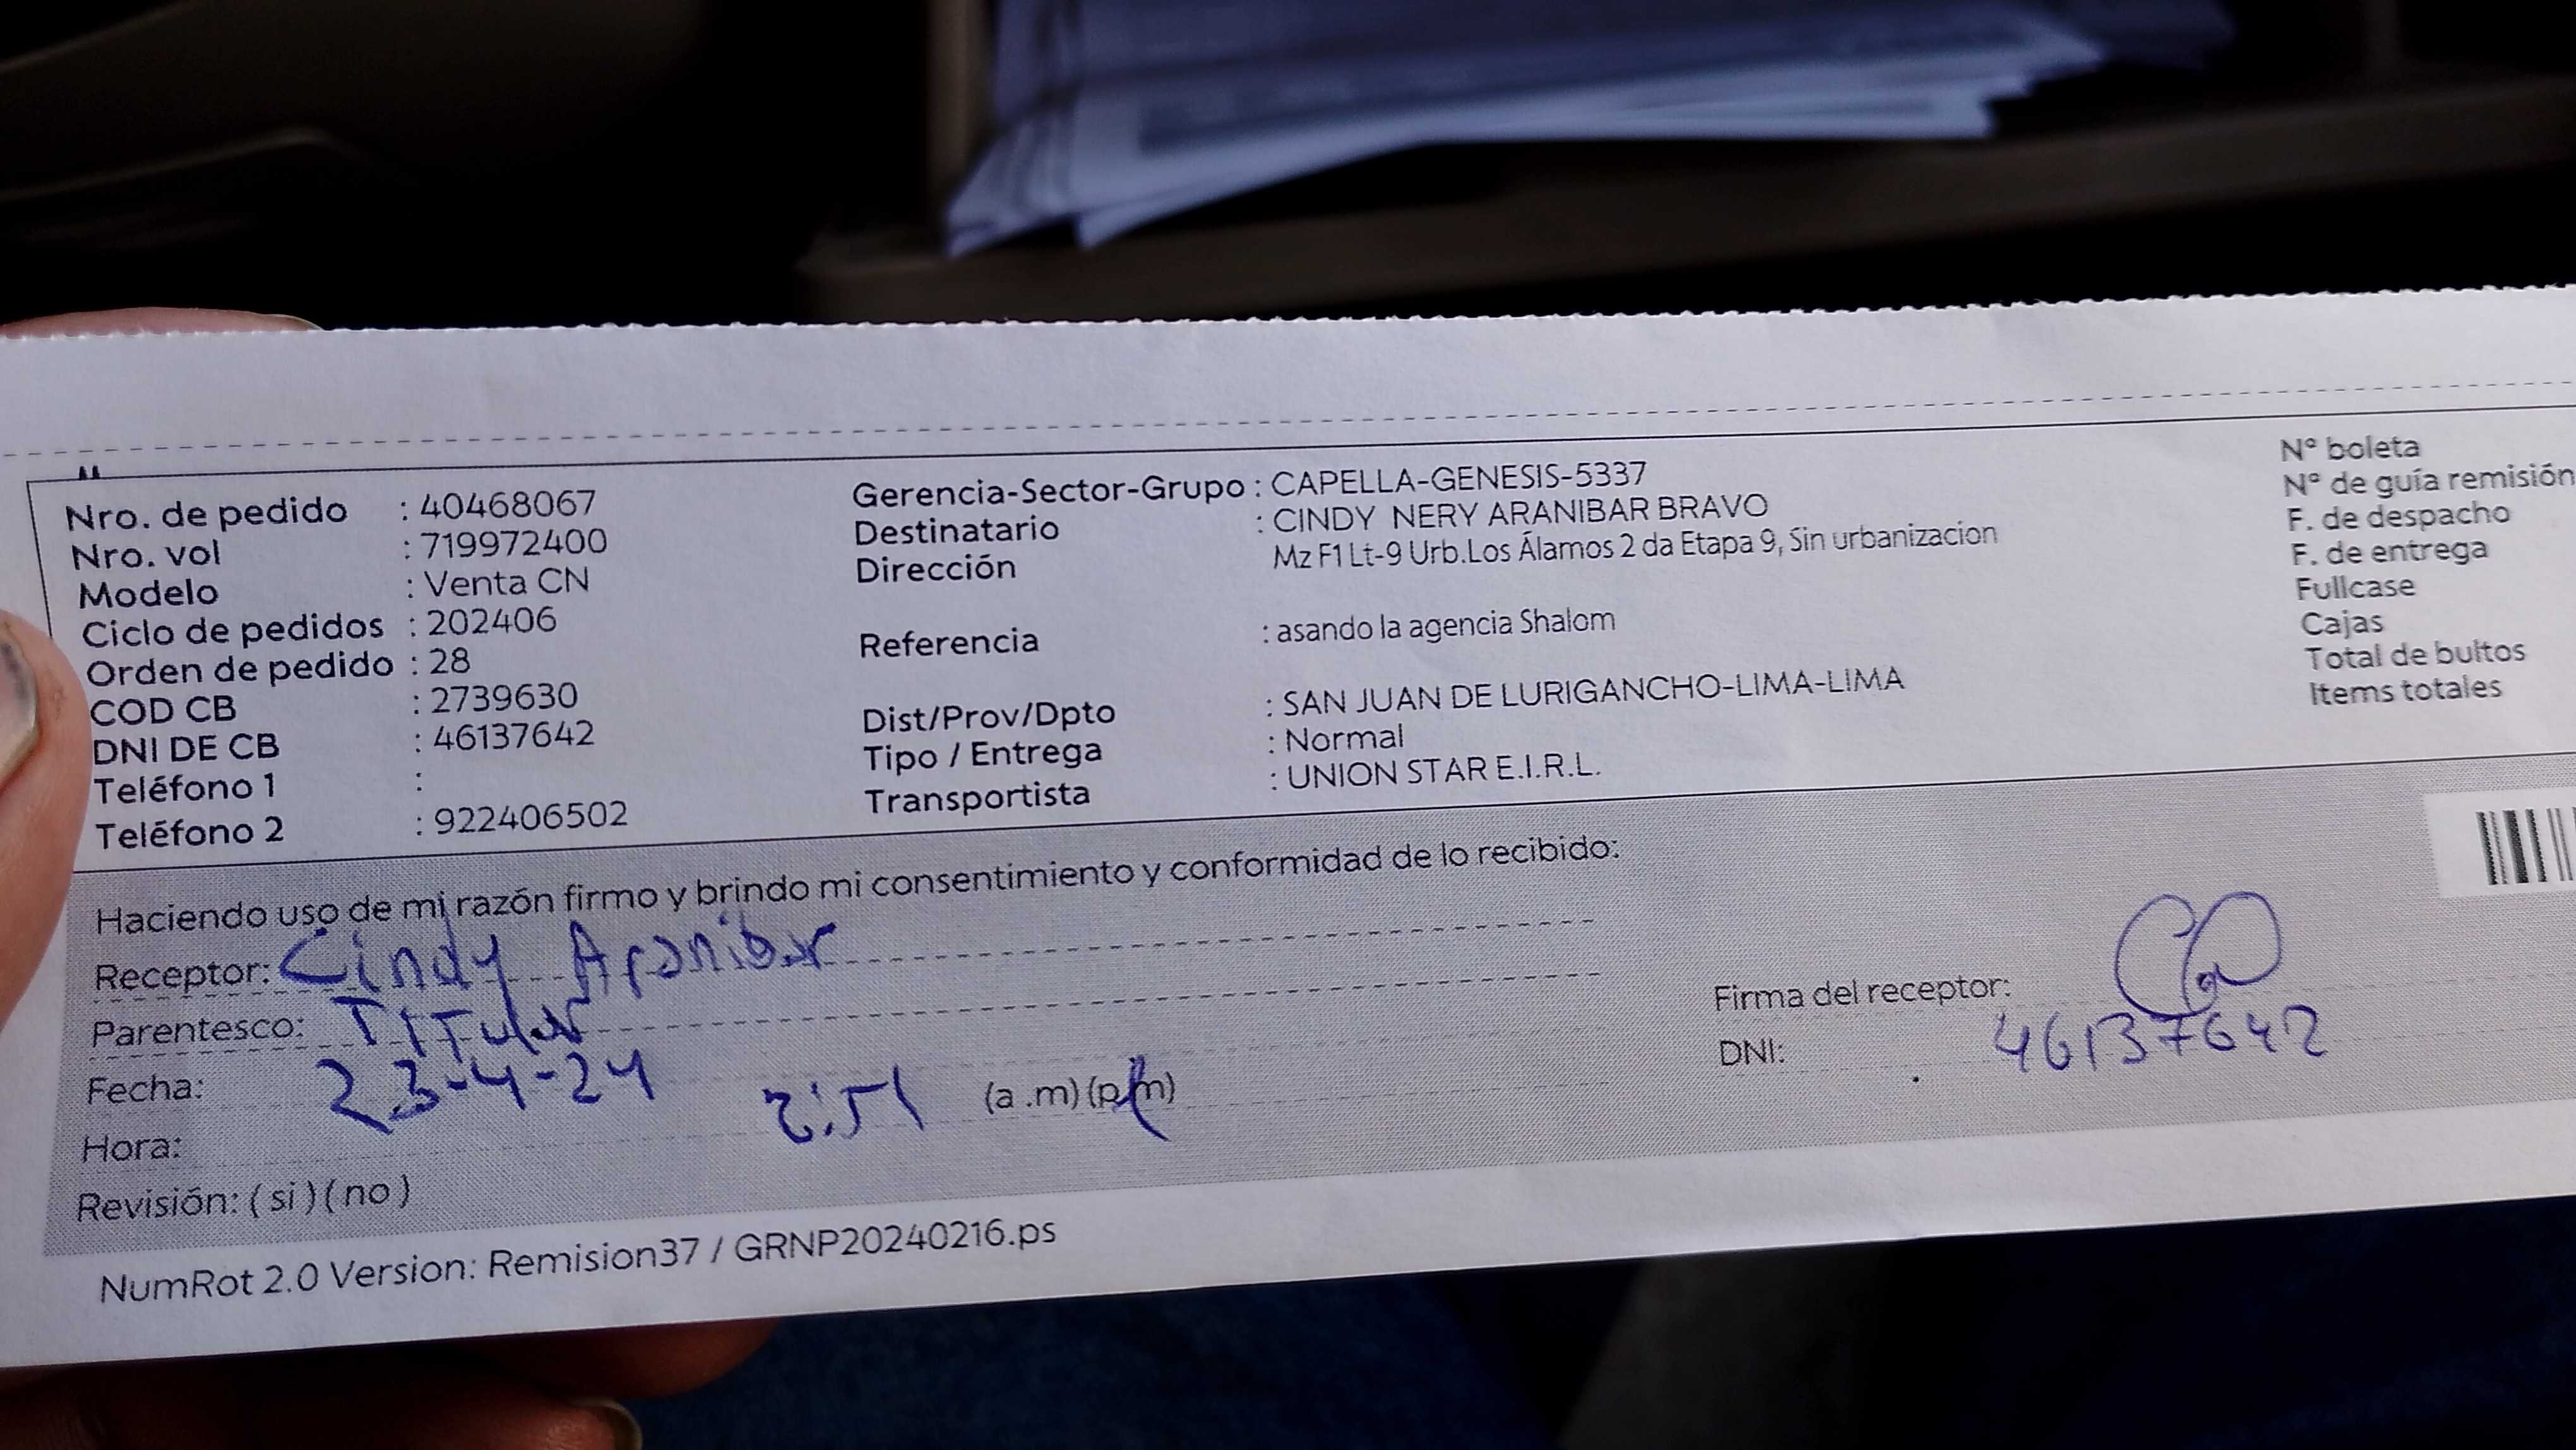 Nro. de pedido : 40468067
Nro. vol : 719972400
Modelo : Venta CN
Ciclo de pedidos : 202406
Orden de pedido : 28
COD CB : 2739630
DNI DE CB : 46137642
Teléfono 1 :
Teléfono 2 : 922406502
Gerencia-Sector-Grupo : CAPELLA-GENESIS-5337
Destinatario : CINDY NERY ARANIBAR BRAVO
Dirección Mz F1 Lt-9 Urb.Los Álamos 2 da Etapa 9, Sin urbanizacion
Referencia : asando la agencia Shalom
Dist/Prov/Dpto : SAN JUAN DE LURIGANCHO-LIMA-LIMA
Tipo / Entrega : Normal
Transportista : UNION STAR E.I.R.L.
N° boleta
N° de guía remisión
F. de despacho
F. de entrega
Fullcase
Cajas
Total de bultos
Items totales
Haciendo uso de mi razón firmo y brindo mi consentimiento y conformidad de lo recibido:
Receptor: Cindy Aranibar
Parentesco: Titular
Fecha: 23-4-24
Hora: 2:51 (a .m) (p.m)
Revisión: ( si ) ( no )
Firma del receptor:
DNI: 46137642
NumRot 2.0 Version: Remision37 / GRNP20240216.ps